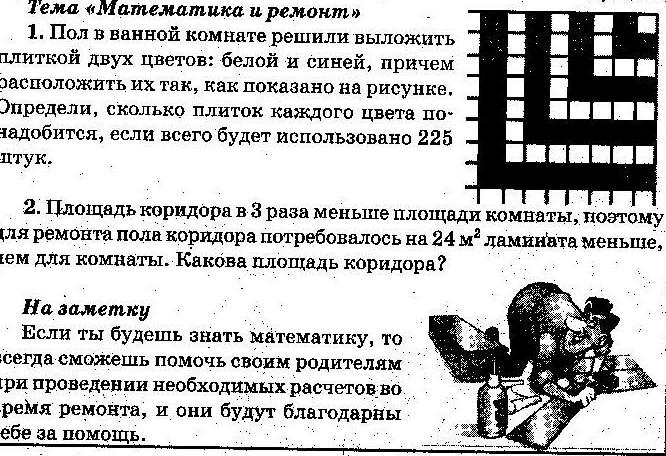 Тема «Математика и ремонт»
1. Пол в ванной комнате решили выложить
плиткой двух цветов: белой и синей, причем
расположить их так, как показано на рисунке.
Определи, сколько плиток каждого цвета по-
надобится, если всего будет использовано 225
штук.
2. Площадь коридора в 3 раза меньше площади комнаты, поэтому
для ремонта пола коридора потребовалось на 24 м² ламината меньше,
чем для комнаты. Какова площадь коридора?
На заметку
Если ты будешь знать математику, то
всегда сможешь помочь своим родителям
при проведении необходимых расчетов во
время ремонта, и они будут благодарны
тебе за помощь.